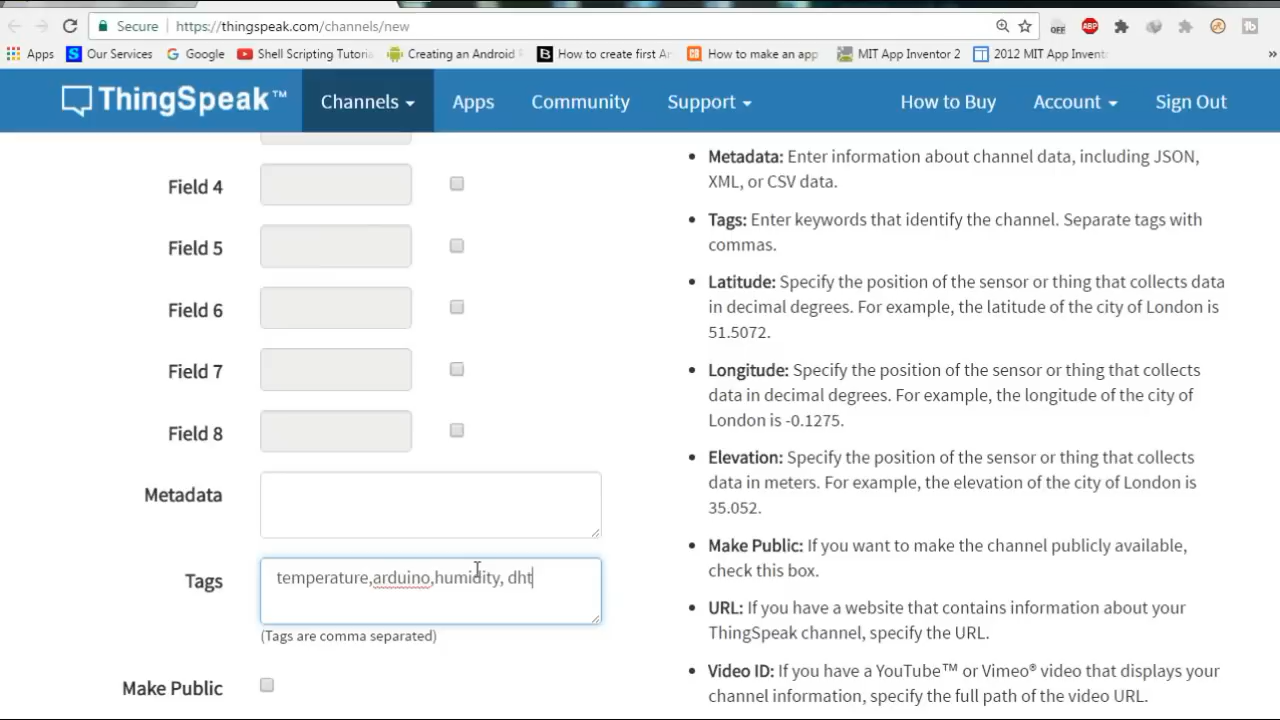 Secure https://thingspeak.com/channels/new
Apps Our Services Google Shell Scripting Tutoria Creating an Android How to create first An How to make an app MIT App Inventor 2 2012 MIT App Invent »
ThingSpeak™ Channels Apps Community Support How to Buy Account Sign Out
Field 4
Field 5
Field 6
Field 7
Field 8
Metadata
Tags
temperature,arduino,humidity, dht
(Tags are comma separated)
Make Public
• Metadata: Enter information about channel data, including JSON,
XML, or CSV data.
• Tags: Enter keywords that identify the channel. Separate tags with
commas.
• Latitude: Specify the position of the sensor or thing that collects data
in decimal degrees. For example, the latitude of the city of London is
51.5072.
• Longitude: Specify the position of the sensor or thing that collects
data in decimal degrees. For example, the longitude of the city of
London is -0.1275.
• Elevation: Specify the position of the sensor or thing that collects
data in meters. For example, the elevation of the city of London is
35.052.
• Make Public: If you want to make the channel publicly available,
check this box.
• URL: If you have a website that contains information about your
ThingSpeak channel, specify the URL.
• Video ID: If you have a YouTube™ or Vimeo® video that displays your
channel information, specify the full path of the video URL.